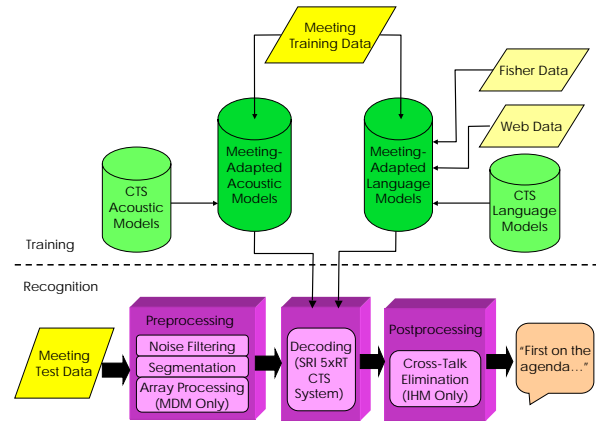 Meeting
Training Data
Fisher Data
Web Data
Meeting-
Adapted
Acoustic
Models
Meeting-
Adapted
Language
Models
CTS
Acoustic
Models
CTS
Language
Models
Training
Recognition
Meeting
Test Data
Preprocessing
Noise Filtering
Segmentation
Array Processing
(MDM Only)
Decoding
(SRI 5xRT
CTS
System)
Postprocessing
Cross-Talk
Elimination
(IHM Only)
“First on the
agenda…”